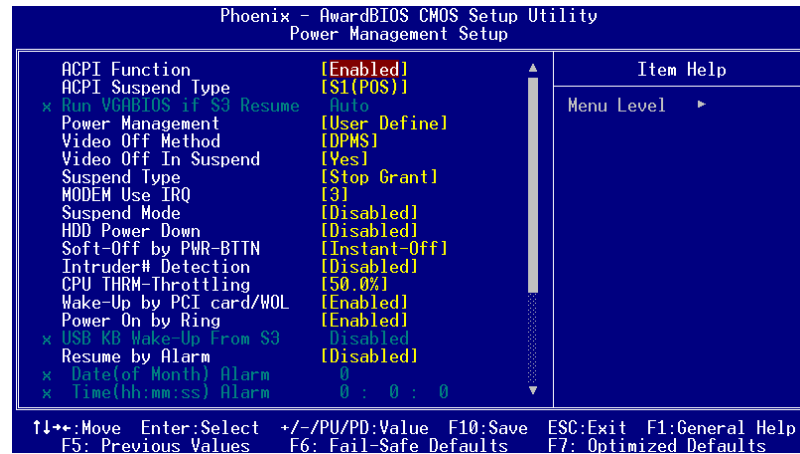 Phoenix - AwardBIOS CMOS Setup Utility
Power Management Setup
ACPI Function [Enabled]
ACPI Suspend Type [S1(POS)]
x Run VGABIOS if S3 Resume Auto
Power Management [User Define]
Video Off Method [DPMS]
Video Off In Suspend [Yes]
Suspend Type [Stop Grant]
MODEM Use IRQ [3]
Suspend Mode [Disabled]
HDD Power Down [Disabled]
Soft-Off by PWR-BTTN [Instant-Off]
Intruder# Detection [Disabled]
CPU THRM-Throttling [50.0%]
Wake-Up by PCI card/WOL [Enabled]
Power On by Ring [Enabled]
x USB KB Wake-Up From S3 Disabled
Resume by Alarm [Disabled]
x Date(of Month) Alarm 0
x Time(hh:mm:ss) Alarm 0 : 0 : 0
Item Help
Menu Level ►
↑↓→←:Move Enter:Select +/-/PU/PD:Value F10:Save ESC:Exit F1:General Help
F5: Previous Values F6: Fail-Safe Defaults F7: Optimized Defaults